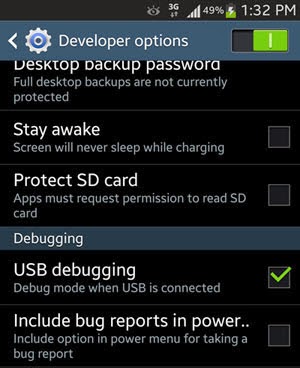 3G 49% 1:32 PM
Developer options
Desktop backup password
Full desktop backups are not currently
protected
Stay awake
Screen will never sleep while charging
Protect SD card
Apps must request permission to read SD
card
Debugging
USB debugging
Debug mode when USB is connected
Include bug reports in power..
Include option in power menu for taking a
bug report